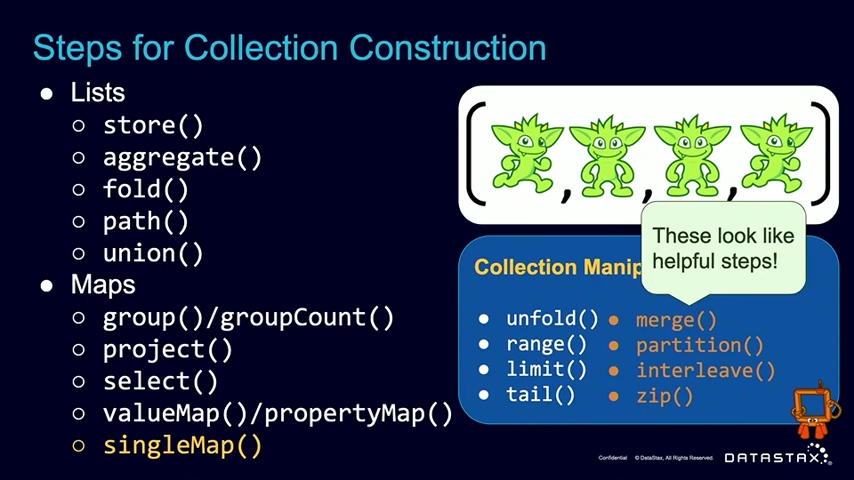 Steps for Collection Construction
● Lists
○ store()
○ aggregate()
○ fold()
○ path()
○ union()
● Maps
○ group()/groupCount()
○ project()
○ select()
○ valueMap()/propertyMap()
○ singleMap()
[ , , , ]
These look like
helpful steps!
Collection Manip
● unfold()
● range()
● limit()
● tail()
● merge()
● partition()
● interleave()
● zip()
Confidential © DataStax, All Rights Reserved.
DATASTAX